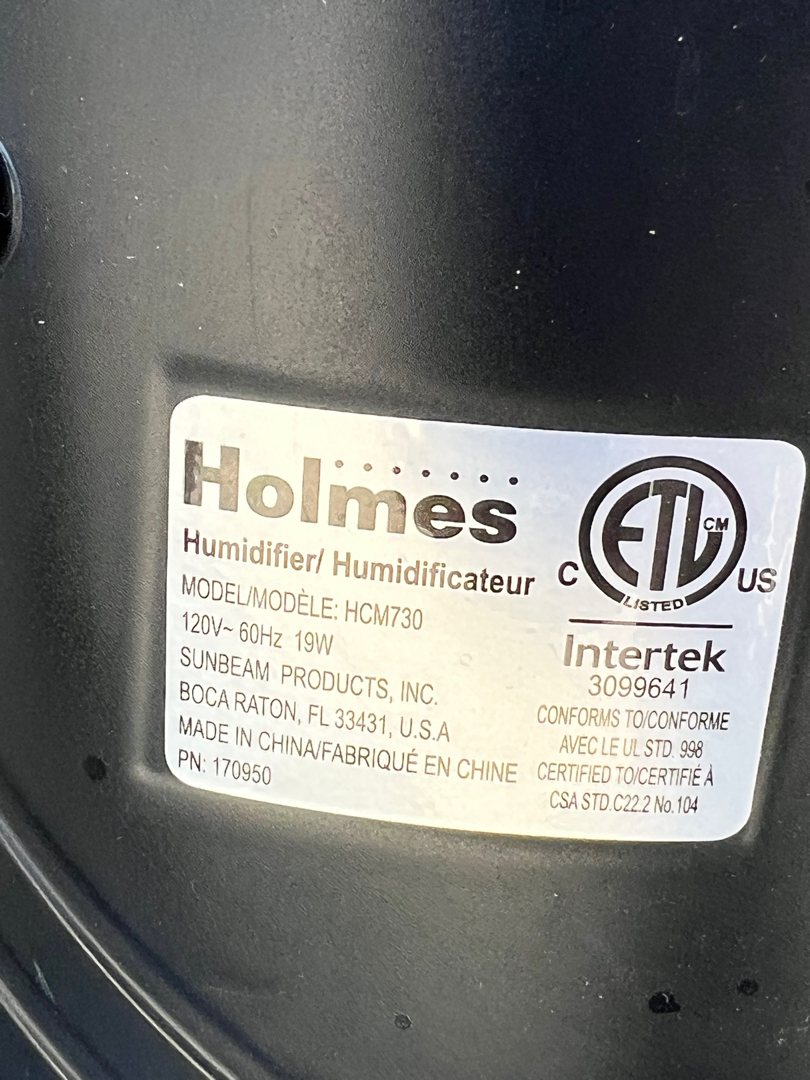 Holmes
Humidifier/ Humidificateur
MODEL/MODÈLE: HCM730
120V~ 60Hz 19W
SUNBEAM PRODUCTS, INC.
BOCA RATON, FL 33431, U.S.A
MADE IN CHINA/FABRIQUÉ EN CHINE
PN: 170950
ETL CM
C US
LISTED
Intertek
3099641
CONFORMS TO/CONFORME
AVEC LE UL STD. 998
CERTIFIED TO/CERTIFIÉ À
CSA STD.C22.2 No.104